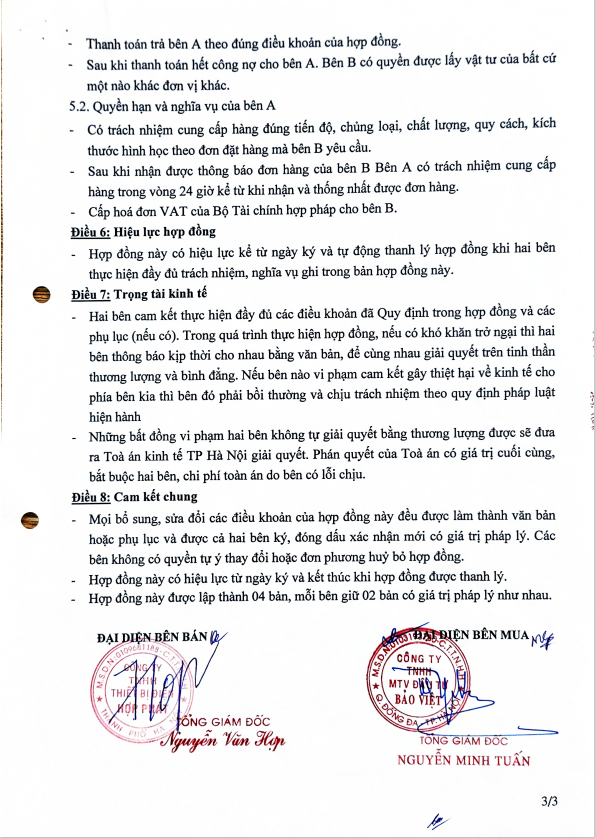 - Thanh toán trả bên A theo đúng điều khoản của hợp đồng.
- Sau khi thanh toán hết công nợ cho bên A. Bên B có quyền được lấy vật tư của bất cứ
một nào khác đơn vị khác.
5.2. Quyền hạn và nghĩa vụ của bên A
- Có trách nhiệm cung cấp hàng đúng tiến độ, chủng loại, chất lượng, quy cách, kích
thước hình học theo đơn đặt hàng mà bên B yêu cầu.
- Sau khi nhận được thông báo đơn hàng của bên B Bên A có trách nhiệm cung cấp
hàng trong vòng 24 giờ kể từ khi nhận và thống nhất được đơn hàng.
- Cấp hoá đơn VAT của Bộ Tài chính hợp pháp cho bên B.
Điều 6: Hiệu lực hợp đồng
- Hợp đồng này có hiệu lực kể từ ngày ký và tự động thanh lý hợp đồng khi hai bên
thực hiện đầy đủ trách nhiệm, nghĩa vụ ghi trong bản hợp đồng này.
Điều 7: Trọng tài kinh tế
- Hai bên cam kết thực hiện đầy đủ các điều khoản đã Quy định trong hợp đồng và các
phụ lục (nếu có). Trong quá trình thực hiện hợp đồng, nếu có khó khăn trở ngại thì hai
bên thông báo kịp thời cho nhau bằng văn bản, để cùng nhau giải quyết trên tinh thần
thương lượng và bình đẳng. Nếu bên nào vi phạm cam kết gây thiệt hại về kinh tế cho
phía bên kia thì bên đó phải bồi thường và chịu trách nhiệm theo quy định pháp luật
hiện hành
- Những bất đồng vi phạm hai bên không tự giải quyết bằng thương lượng được sẽ đưa
ra Toà án kinh tế TP Hà Nội giải quyết. Phán quyết của Toà án có giá trị cuối cùng,
bắt buộc hai bên, chi phí toàn án do bên có lỗi chịu.
Điều 8: Cam kết chung
- Mọi bổ sung, sửa đổi các điều khoản của hợp đồng này đều được làm thành văn bản
hoặc phụ lục và được cả hai bên ký, đóng dấu xác nhận mới có giá trị pháp lý. Các
bên không có quyền tự ý thay đổi hoặc đơn phương huỷ bỏ hợp đồng.
- Hợp đồng này có hiệu lực từ ngày ký và kết thúc khi hợp đồng được thanh lý.
- Hợp đồng này được lập thành 04 bản, mỗi bên giữ 02 bản có giá trị pháp lý như nhau.
ĐẠI DIỆN BÊN BÁN
ĐẠI DIỆN BÊN MUA
CÔNG TY
TNHH
THIẾT BỊ ĐIỆN
HỢP PHÁT
CÔNG TY
TNHH
MTV ĐẦU TƯ
BẢO VIỆT
Q. ĐỐNG ĐA - TP. HÀ NỘI
TỔNG GIÁM ĐỐC
Nguyễn Văn Hợp
TỔNG GIÁM ĐỐC
NGUYỄN MINH TUẤN
3/3